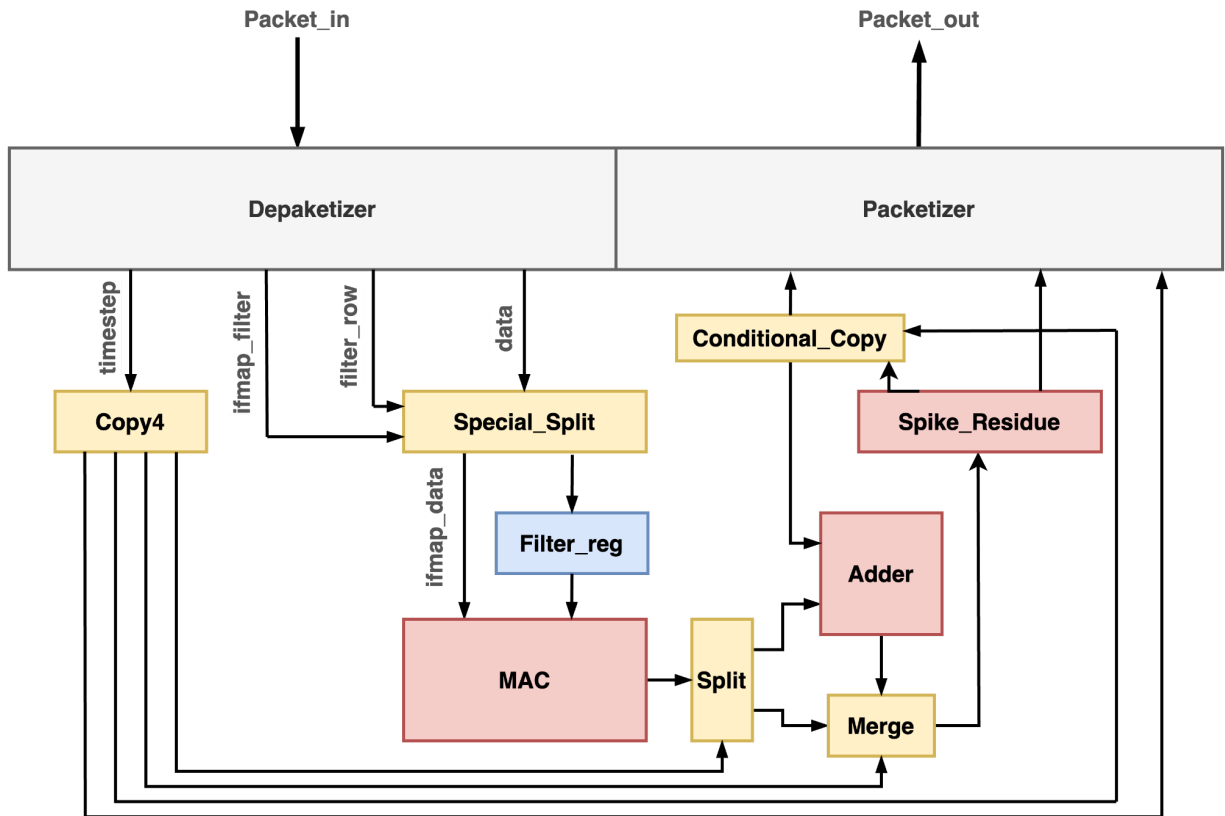 Packet_in
Packet_out
Depaketizer
Packetizer
timestep
ifmap_filter
filter_row
data
Conditional_Copy
Copy4
Special_Split
Spike_Residue
ifmap_data
Filter_reg
Adder
MAC
Split
Merge